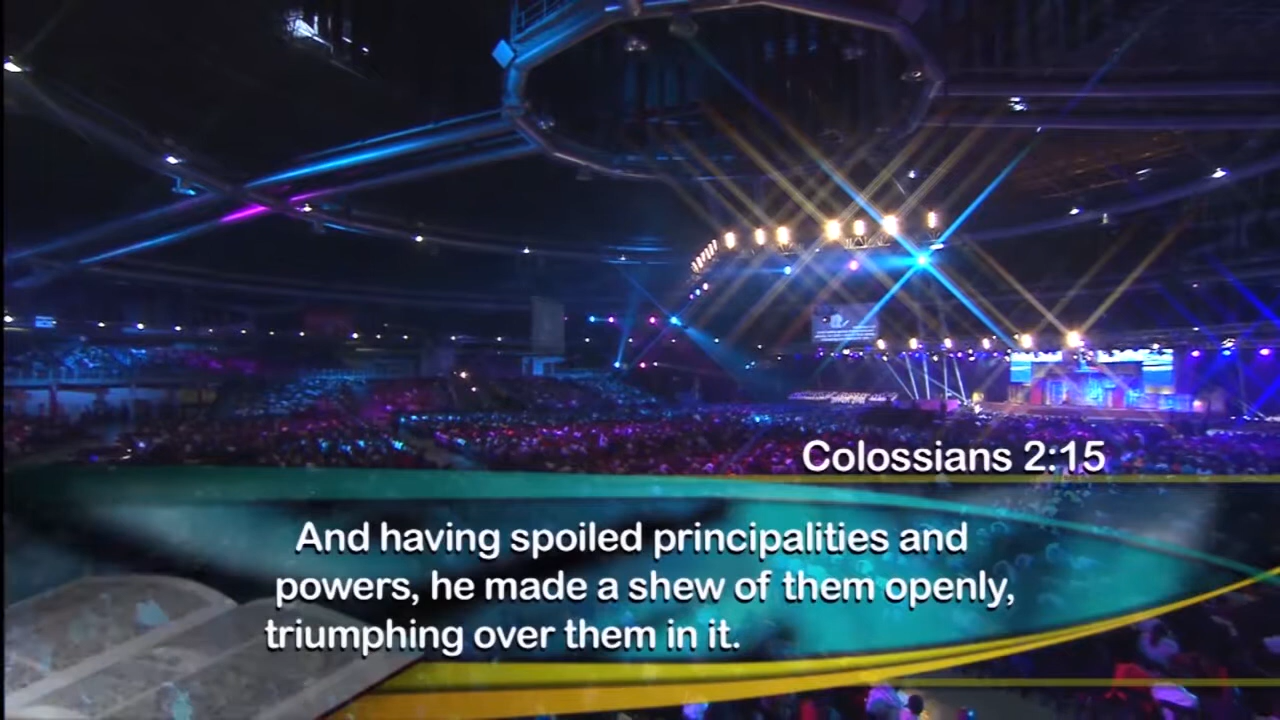 Colossians 2:15
And having spoiled principalities and
powers, he made a shew of them openly,
triumphing over them in it.